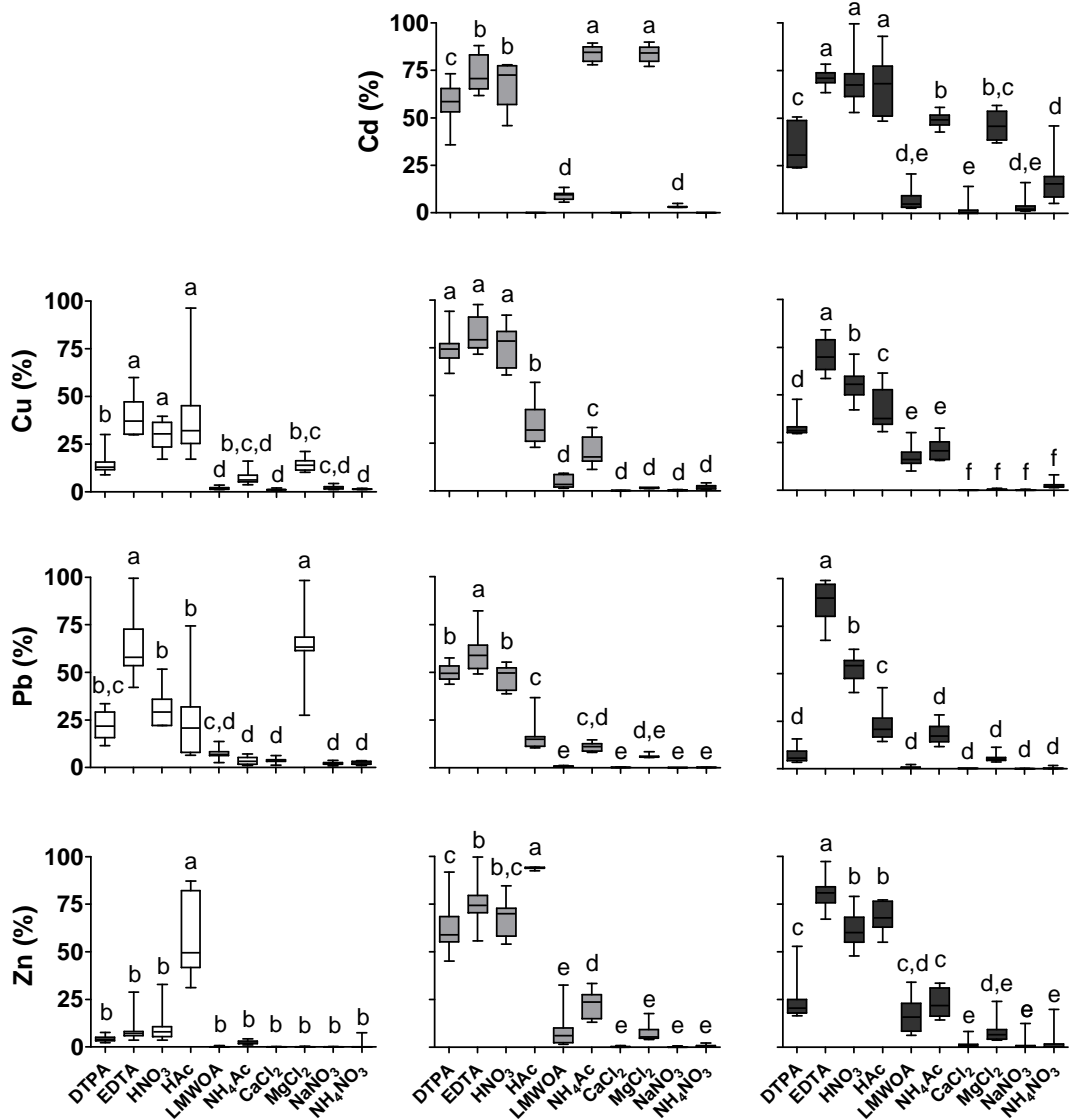 Cd (%)
100
75
50
25
0
c b b d a a d
c a a a d,e b e b,c d,e d
Cu (%)
100
75
50
25
0
b a a a d b,c,d d b,c c,d d
a a a b d c d d d d
d a b c e e f f f f
Pb (%)
100
75
50
25
0
b,c a b b c,d d d a d d
b a b c e c,d e d,e e e
d a b c d d d d d d
Zn (%)
100
75
50
25
0
b b b a b b b b b b
c b b,c a e d e e e e
c a b b c,d c e d,e e e
DTPA EDTA HNO₃ HAc LMWOA NH₄Ac CaCl₂ MgCl₂ NaNO₃ NH₄NO₃
DTPA EDTA HNO₃ HAc LMWOA NH₄Ac CaCl₂ MgCl₂ NaNO₃ NH₄NO₃
DTPA EDTA HNO₃ HAc LMWOA NH₄Ac CaCl₂ MgCl₂ NaNO₃ NH₄NO₃